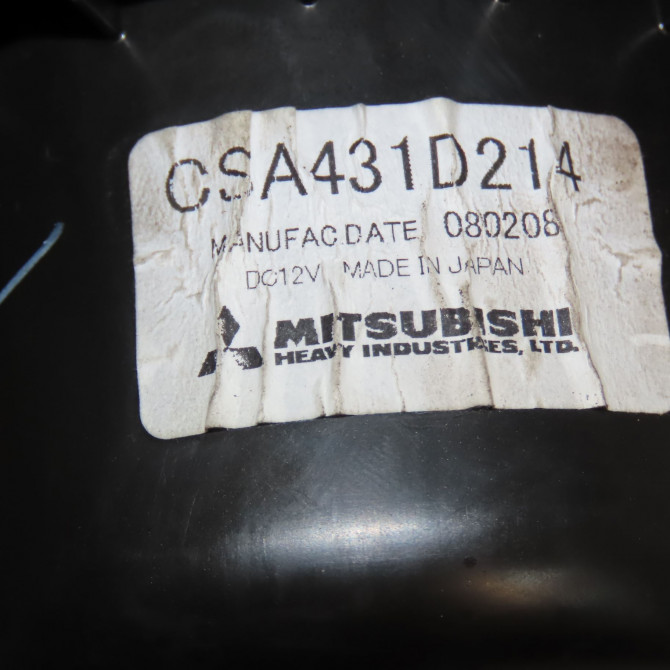 CSA431D214
MANUFAC.DATE 080208
DC12V MADE IN JAPAN
MITSUBISHI
HEAVY INDUSTRIES, LTD.